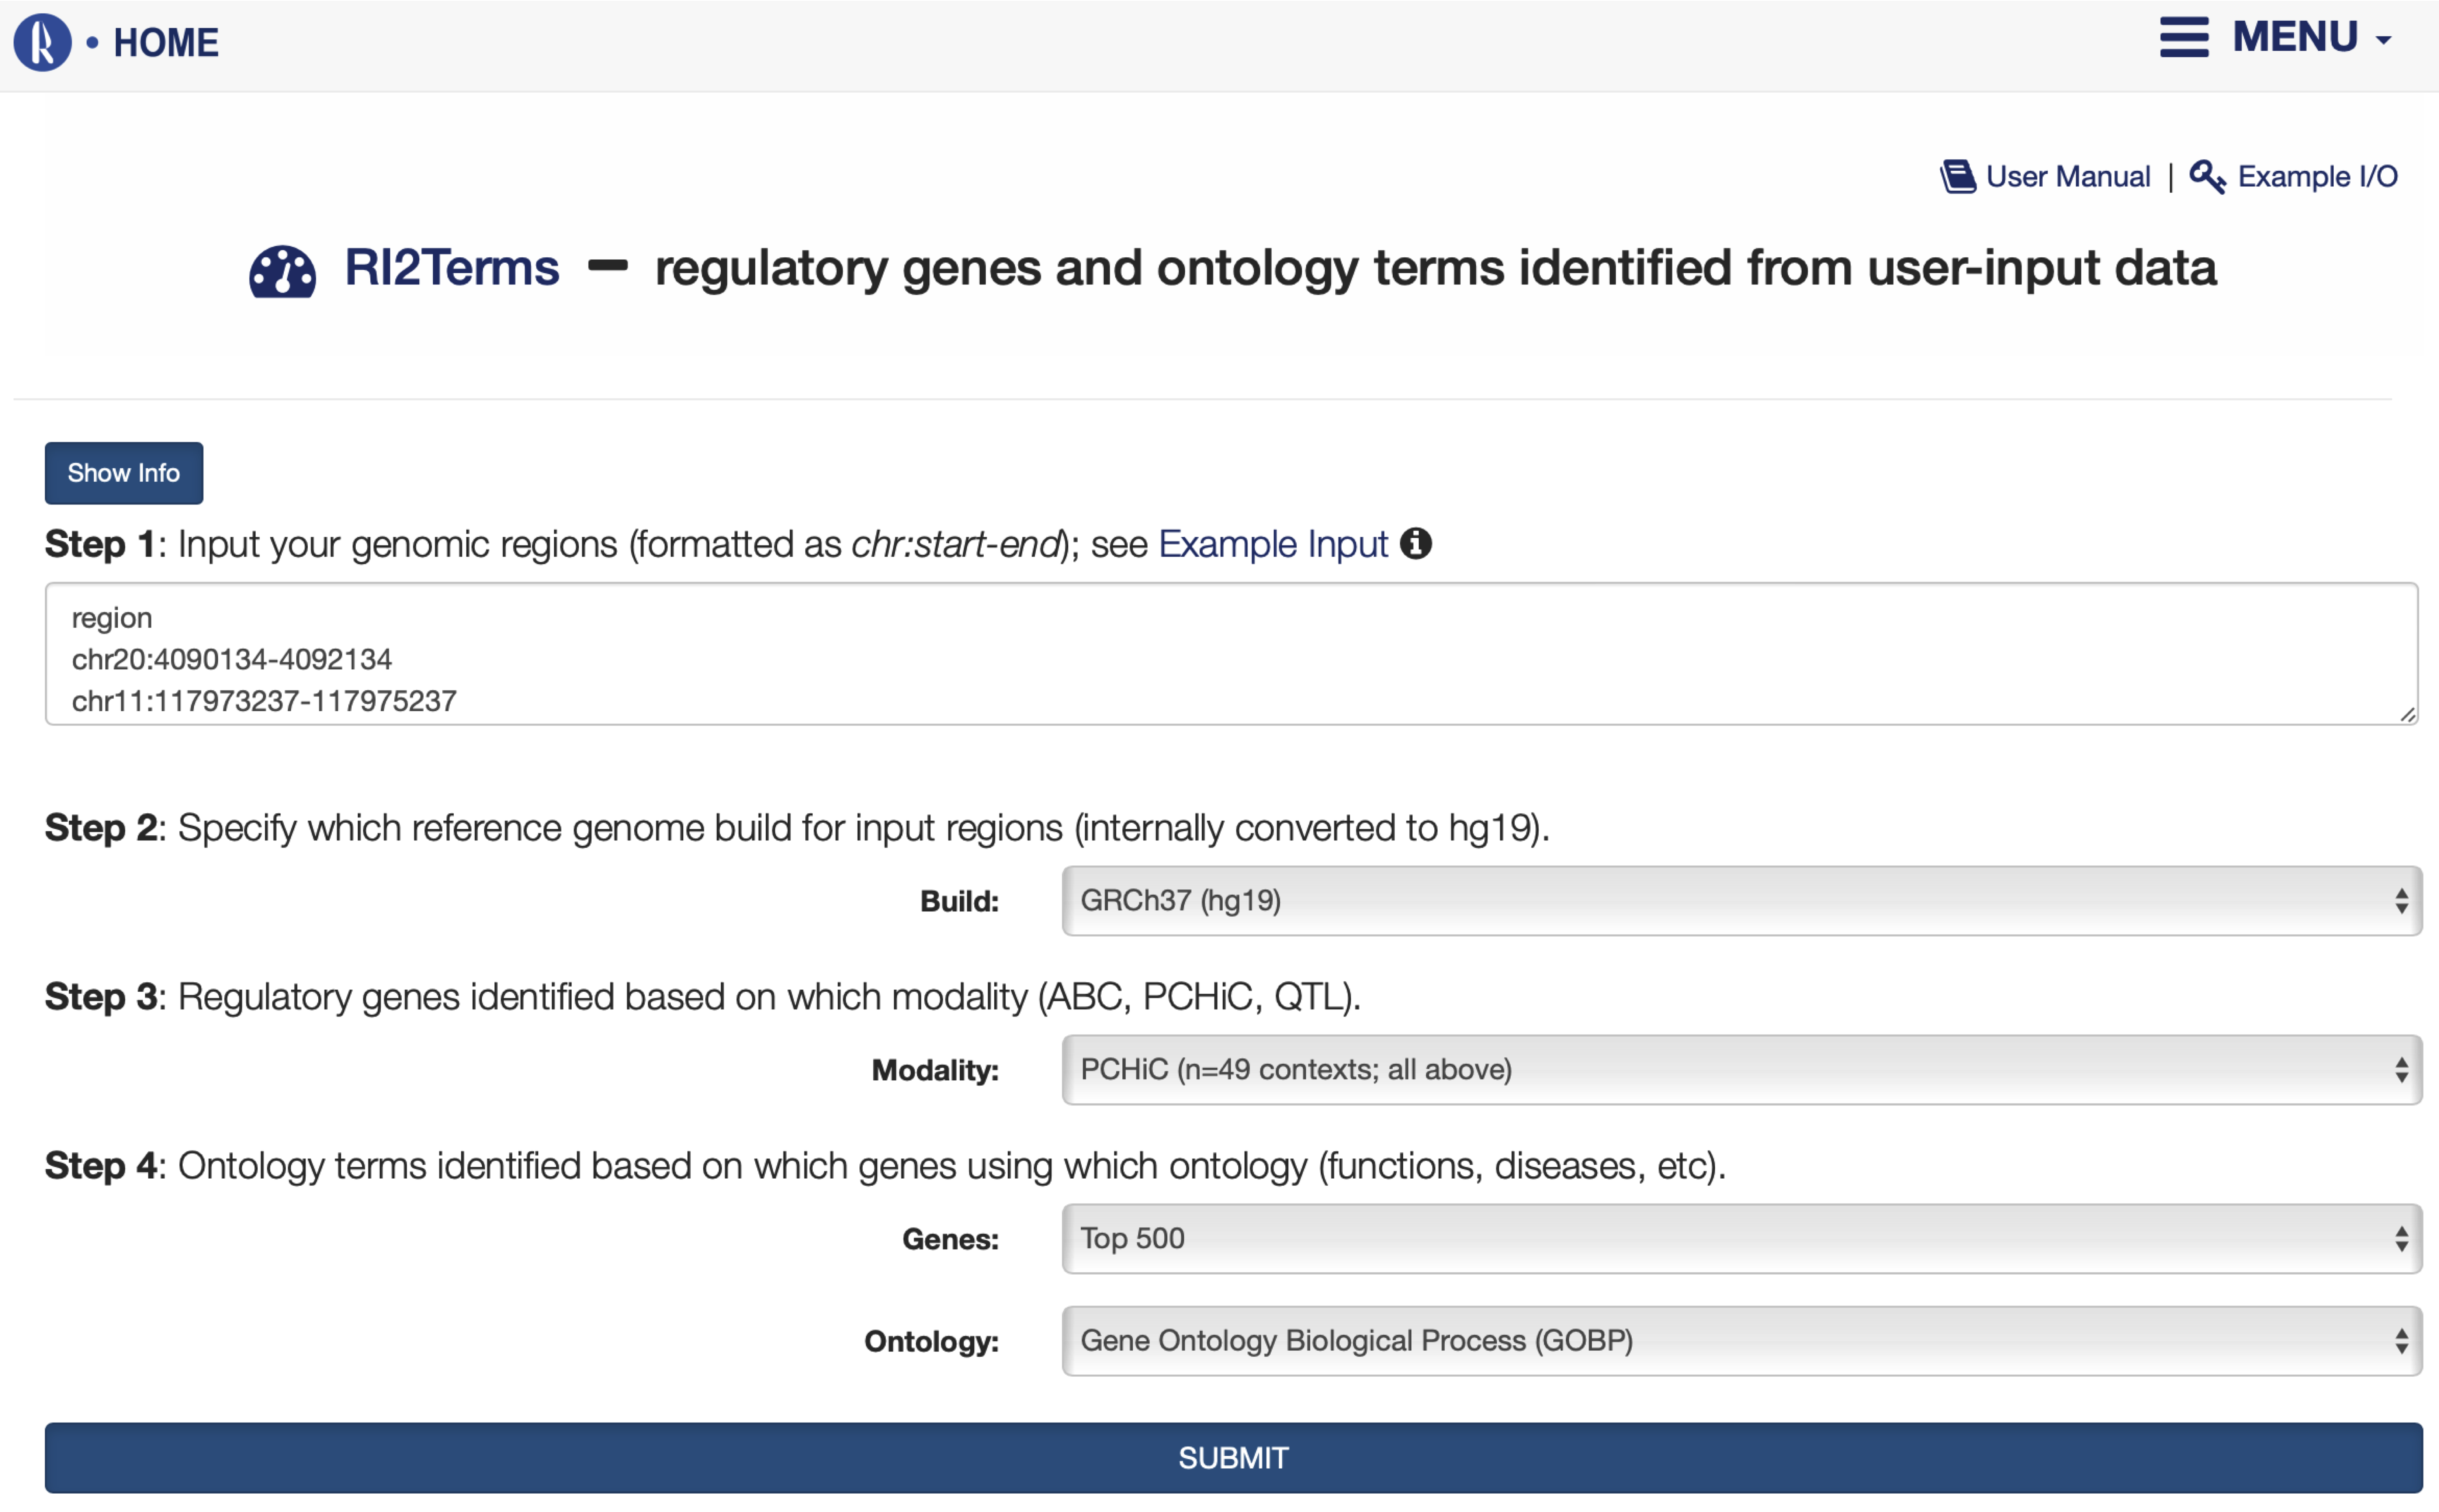 • HOME
MENU
User Manual | Example I/O
RI2Terms — regulatory genes and ontology terms identified from user-input data
Show Info
Step 1: Input your genomic regions (formatted as chr:start-end); see Example Input
region
chr20:4090134-4092134
chr11:117973237-117975237
Step 2: Specify which reference genome build for input regions (internally converted to hg19).
Build: GRCh37 (hg19)
Step 3: Regulatory genes identified based on which modality (ABC, PCHiC, QTL).
Modality: PCHiC (n=49 contexts; all above)
Step 4: Ontology terms identified based on which genes using which ontology (functions, diseases, etc).
Genes: Top 500
Ontology: Gene Ontology Biological Process (GOBP)
SUBMIT